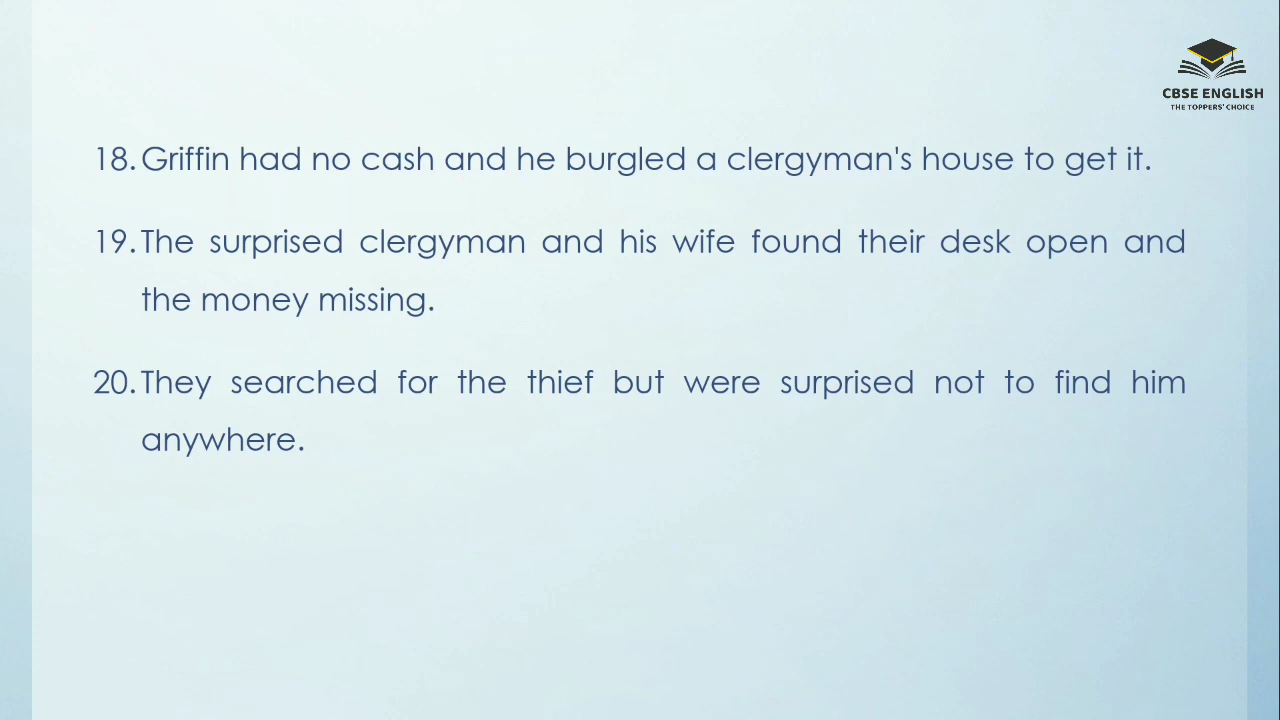 CBSE ENGLISH
THE TOPPERS' CHOICE
18. Griffin had no cash and he burgled a clergyman's house to get it.
19. The surprised clergyman and his wife found their desk open and
the money missing.
20. They searched for the thief but were surprised not to find him
anywhere.